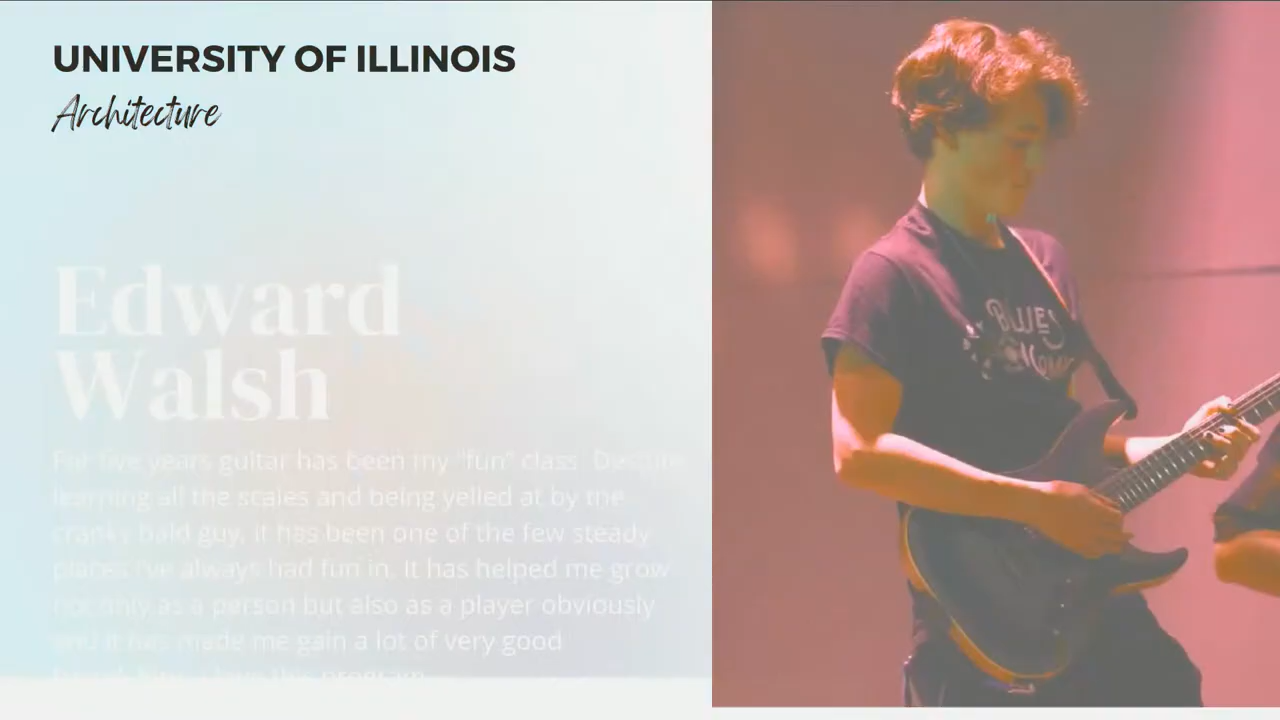 UNIVERSITY OF ILLINOIS
Architecture
Edward
Walsh
For five years guitar has been my "fun" class. Despite
learning all the scales and being yelled at by the
cranky bald guy, it has been one of the few steady
places I've always had fun in. It has helped me grow
not only as a person but also as a player obviously
and it has made me gain a lot of very good
BLUES